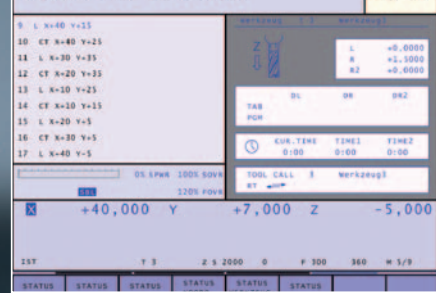 9 L X+40 Y+15
10 CT X+40 Y+25
11 L X+30 Y+35
12 CT X+20 Y+35
13 L X+10 Y+25
14 CT X+10 Y+15
15 L X+20 Y+5
16 CT X+30 Y+5
17 L X+40 Y-5
Werkzeug T 3 Werkzeug3
Z L +0.0000
R +1.5000
R2 +0.0000
DL DR DR2
TAB
PGM
CUR.TIME TIME1 TIME2
0:00 0:00 0:00
TOOL CALL 3 Werkzeug3
RT
0% SPWR 100% SOVR
120% FOVR
X +40,000 Y +7,000 Z -5,000
IST T 3 Z S 2000 0 F 300 M 5/9
STATUS STATUS STATUS STATUS STATUS STATUS